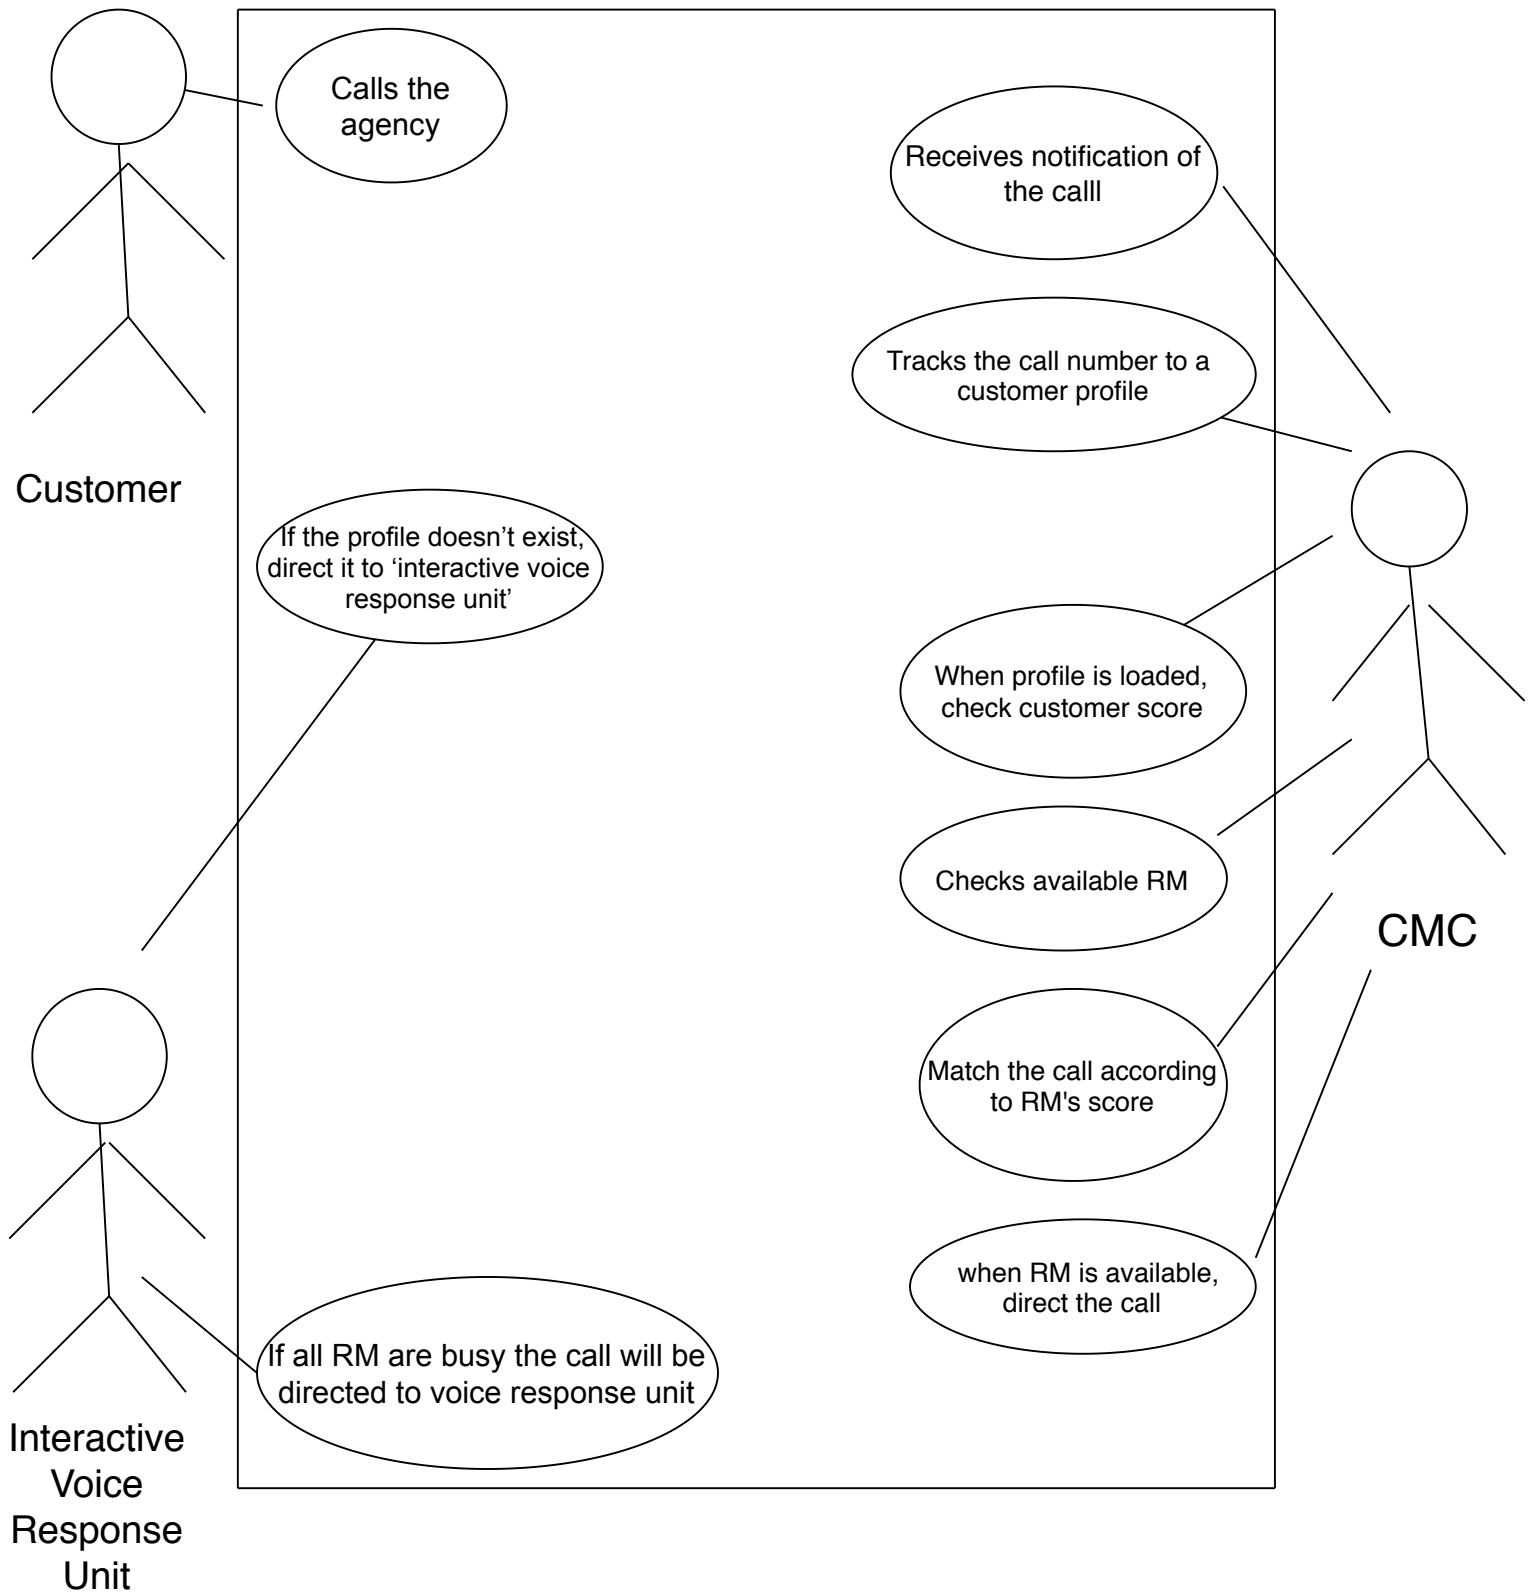 Calls the
agency
Receives notification of
the calll
Tracks the call number to a
customer profile
Customer
If the profile doesn’t exist,
direct it to ‘interactive voice
response unit’
When profile is loaded,
check customer score
Checks available RM
CMC
Match the call according
to RM's score
when RM is available,
direct the call
If all RM are busy the call will be
directed to voice response unit
Interactive
Voice
Response
Unit